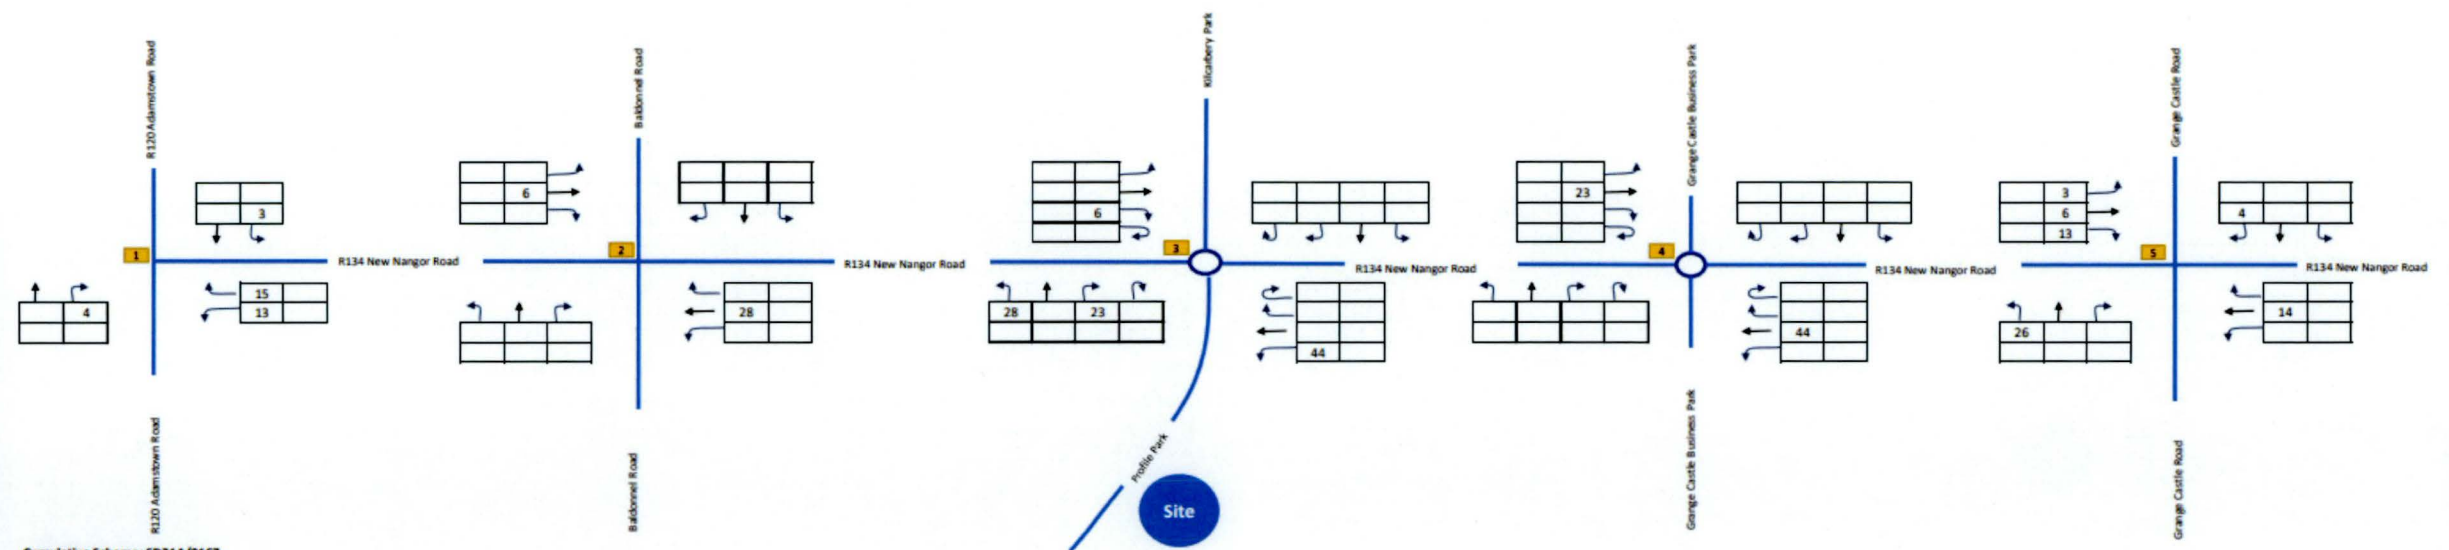 R120 Adamstown Road
Baldonnel Road
Kilcarbery Park
Grange Castle Business Park
Grange Castle Road
3
6
6
23
3
6
13
4
1
2
3
4
5
R134 New Nangor Road
R134 New Nangor Road
R134 New Nangor Road
R134 New Nangor Road
R134 New Nangor Road
4
15
13
28
28
23
44
44
26
14
R120 Adamstown Road
Baldonnel Road
Profile Park
Grange Castle Business Park
Grange Castle Road
Site